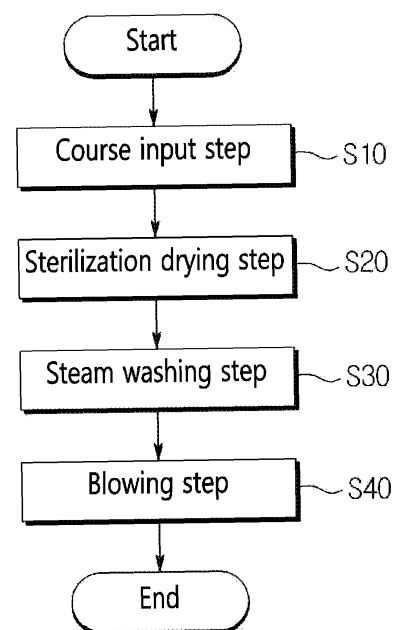 Start
Course input step S10
Sterilization drying step S20
Steam washing step S30
Blowing step S40
End